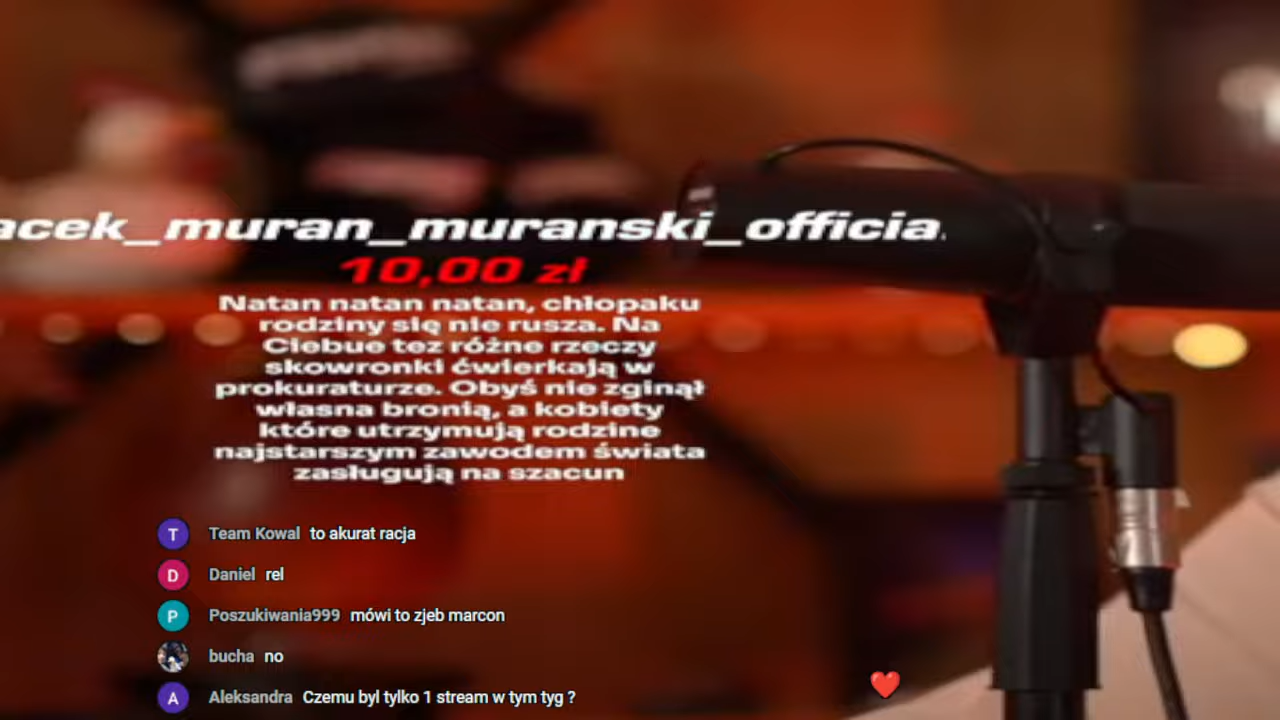 acek_muran_muranski_officia
10,00 zł
Natan natan natan, chłopaku
rodziny się nie rusza. Na
Ciebue tez różne rzeczy
skowronki ćwierkają w
prokuraturze. Obyś nie zginął
własna bronią, a kobiety
które utrzymują rodzine
najstarszym zawodem świata
zasługują na szacun
T Team Kowal to akurat racja
D Daniel rel
P Poszukiwania999 mówi to zjeb marcon
bucha no
A Aleksandra Czemu byl tylko 1 stream w tym tyg ?